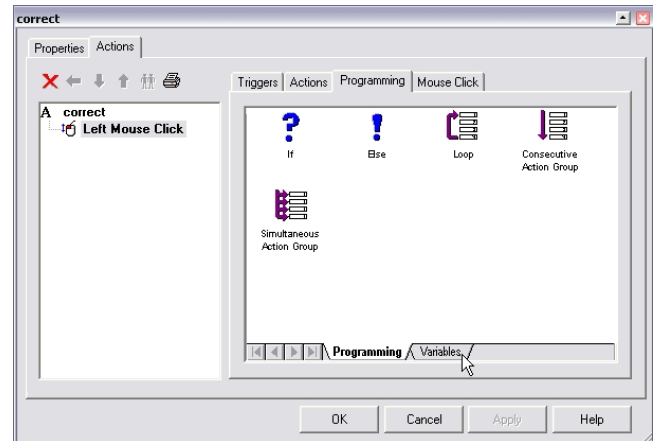 correct
Properties Actions
Triggers Actions Programming Mouse Click
A correct
Left Mouse Click
If Else Loop Consecutive
Action Group
Simultaneous
Action Group
Programming Variables
OK Cancel Apply Help